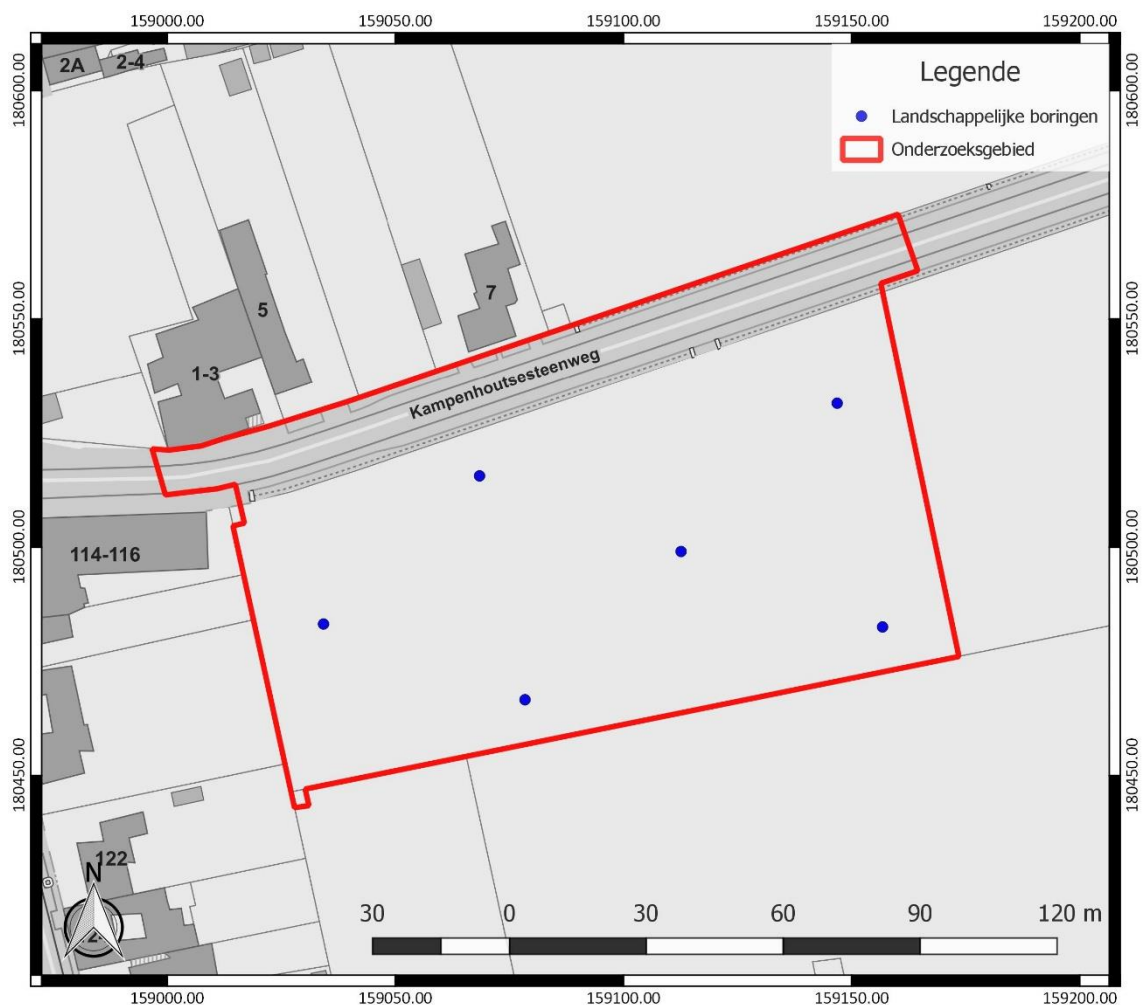 159000.00 159050.00 159100.00 159150.00 159200.00
2A 2-4
Legende
Landschappelijke boringen
Onderzoeksgebied
180600.00 180600.00
7
5
180550.00 180550.00
1-3
Kampenhoutsesteenweg
114-116
180500.00 180500.00
180450.00 180450.00
122
N
30 0 30 60 90 120 m
159000.00 159050.00 159100.00 159150.00 159200.00